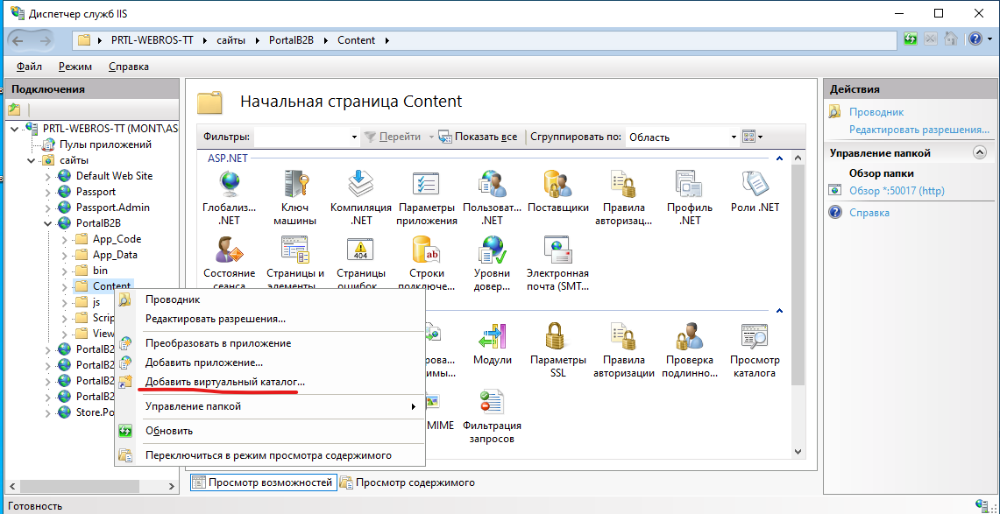 Диспетчер служб IIS
PRTL-WEBROS-TT
сайты
PortalB2B
Content
Файл
Режим
Справка
Подключения
PRTL-WEBROS-TT (MONT\AS
Пулы приложений
сайты
Default Web Site
Passport
Passport.Admin
PortalB2B
App_Code
App_Data
bin
Content
js
Scrip
View
PortalB2
PortalB2
PortalB2
PortalB2
Store.Po
Проводник
Редактировать разрешения...
Преобразовать в приложение
Добавить приложение...
Добавить виртуальный каталог...
Управление папкой
Обновить
Переключиться в режим просмотра содержимого
Начальная страница Content
Фильтры:
Перейти
Показать все
Сгруппировать по:
Область
ASP.NET
Глобализ...
.NET
Ключ
машины
Компиляция
.NET
Параметры
приложения
Пользоват...
.NET
Поставщики
Правила
авторизац...
Профиль
.NET
Роли .NET
Состояние
сеанса
Страницы и
элементы
Страницы
ошибок
404
Строки
подключе...
ab
Уровни
довер...
Электронная
почта (SMT...
Модули
Параметры
SSL
Правила
авторизации
Проверка
подлинно...
Просмотр
каталога
MIME
Фильтрация
запросов
Просмотр возможностей
Просмотр содержимого
Действия
Проводник
Редактировать разрешения...
Управление папкой
Обзор папки
Обзор *:50017 (http)
Справка
Готовность